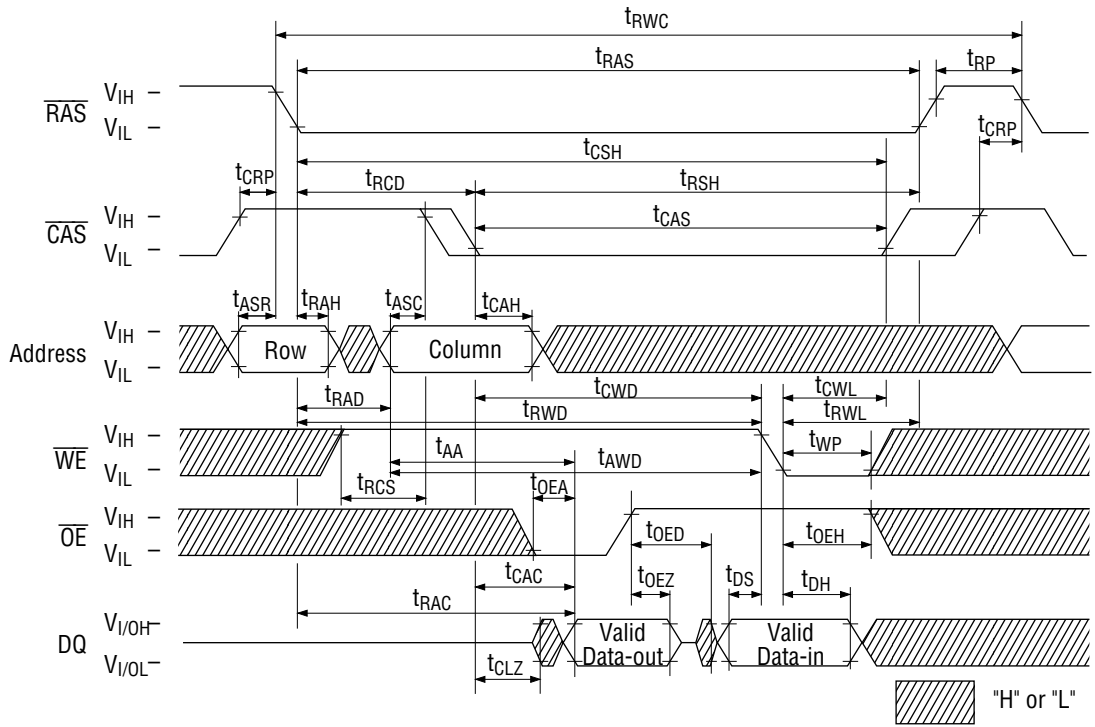 tRWC
tRAS
tRP
RAS
VIH
VIL
tCRP
tCSH
tCRP
tRCD
tRSH
CAS
VIH
VIL
tCAS
tASR
tRAH
tASC
tCAH
Address
VIH
VIL
Row
Column
tRAD
tCWD
tCWL
tRWD
tRWL
WE
VIH
VIL
tAA
tWP
tAWD
tRCS
tOEA
OE
VIH
VIL
tOED
tOEH
tCAC
tOEZ
tDS
tDH
tRAC
DQ
VI/OH
VI/OL
Valid
Data-out
Valid
Data-in
tCLZ
"H" or "L"